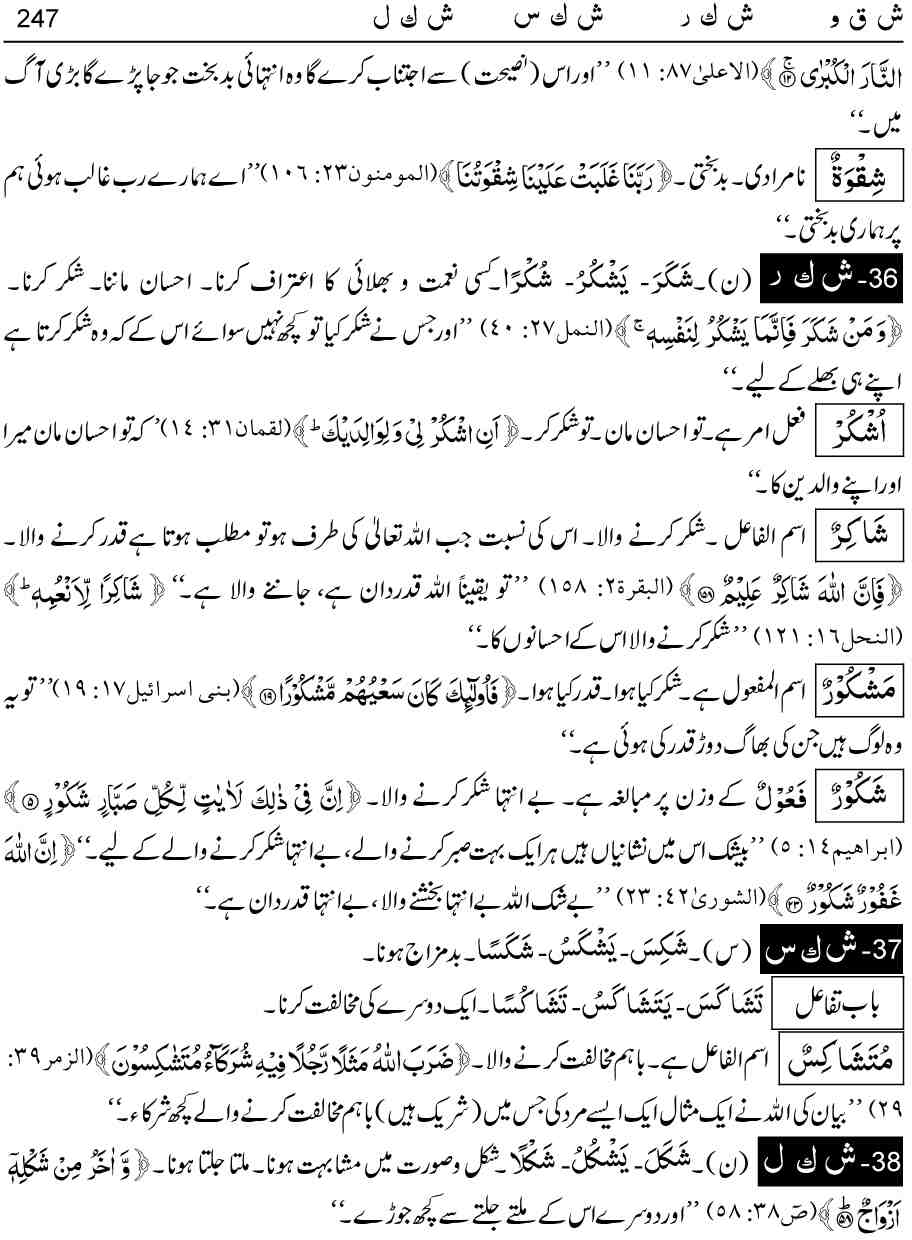 ش ق و ش ك ر ش ك س ش ك ل 247
النَّارَ الْكُبْرٰى ۚ﴿۱۲﴾ (الاعلیٰ۸۷: ۱۱) ’’اور اس (نصیحت) سے اجتناب کرے گا وہ انتہائی بدبخت جو جا پڑے گا بڑی آگ
میں۔‘‘
شِقْوَةٌ نامرادی۔ بدبختی۔ ﴿رَبَّنَا غَلَبَتْ عَلَيْنَا شِقْوَتُنَا﴾ (المومنون۲۳: ۱۰۶) ’’اے ہمارے رب غالب ہوئی ہم
پر ہماری بدبختی۔‘‘
36- ش ك ر (ن)۔ شَكَرَ- يَشْكُرُ- شُكْرًا۔ کسی نعمت و بھلائی کا اعتراف کرنا۔ احسان ماننا۔ شکر کرنا۔
﴿وَمَنْ شَكَرَ فَاِنَّمَا يَشْكُرُ لِنَفْسِهٖ ۚ﴾ (النمل۲۷: ۴۰) ’’اور جس نے شکر کیا تو کچھ نہیں سوائے اس کے کہ وہ شکر کرتا ہے
اپنے ہی بھلے کے لیے۔‘‘
اُشْكُرْ فعل امر ہے۔ تو احسان مان۔ تو شکر کر۔ ﴿اَنِ اشْكُرْ لِيْ وَلِوَالِدَيْكَ ؕ﴾ (لقمان۳۱: ۱۴) ’’کہ تو احسان مان میرا
اور اپنے والدین کا۔‘‘
شَاكِرٌ اسم الفاعل۔ شکر کرنے والا۔ اس کی نسبت جب اللہ تعالیٰ کی طرف ہو تو مطلب ہوتا ہے قدر کرنے والا۔
﴿فَاِنَّ اللّٰهَ شَاكِرٌ عَلِيْمٌ ﴿۱۵۸﴾﴾ (البقرة۲: ۱۵۸) ’’تو یقیناً اللہ قدردان ہے، جاننے والا ہے۔‘‘ ﴿شَاكِرًا لِّاَنْعُمِهٖ ؕ﴾
(النحل۱۶: ۱۲۱) ’’شکر کرنے والا اس کے احسانوں کا۔‘‘
مَشْكُوْرٌ اسم المفعول ہے۔ شکر کیا ہوا۔ قدر کیا ہوا۔ ﴿فَاُولٰٓئِكَ كَانَ سَعْيُهُمْ مَّشْكُوْرًا ﴿۱۹﴾﴾ (بنی اسرائیل۱۷: ۱۹) ’’تو یہ
وہ لوگ ہیں جن کی بھاگ دوڑ قدر کی ہوئی ہے۔‘‘
شَكُوْرٌ فَعُوْلٌ کے وزن پر مبالغہ ہے۔ بے انتہا شکر کرنے والا۔ ﴿اِنَّ فِيْ ذٰلِكَ لَاٰيٰتٍ لِّكُلِّ صَبَّارٍ شَكُوْرٍ ﴿۵﴾﴾
(ابراھیم۱۴: ۵) ’’بیشک اس میں نشانیاں ہیں ہر ایک بہت صبر کرنے والے، بے انتہا شکر کرنے والے کے لیے۔‘‘ ﴿اِنَّ اللّٰهَ
غَفُوْرٌ شَكُوْرٌ ﴿۲۳﴾﴾ (الشوریٰ۴۲: ۲۳) ’’بے شک اللہ بے انتہا بخشنے والا، بے انتہا قدردان ہے۔‘‘
37- ش ك س (س)۔ شَكِسَ- يَشْكَسُ- شَكَسًا۔ بدمزاج ہونا۔
باب تفاعل تَشَاكَسَ- يَتَشَاكَسُ- تَشَاكُسًا۔ ایک دوسرے کی مخالفت کرنا۔
مُتَشَاكِسٌ اسم الفاعل ہے۔ باہم مخالفت کرنے والا۔ ﴿ضَرَبَ اللّٰهُ مَثَلًا رَّجُلًا فِيْهِ شُرَكَآءُ مُتَشٰكِسُوْنَ﴾ (الزمر۳۹:
۲۹) ’’بیان کی اللہ نے ایک مثال ایک ایسے مرد کی جس میں (شریک ہیں) باہم مخالفت کرنے والے کچھ شرکاء۔‘‘
38- ش ك ل (ن)۔ شَكَلَ- يَشْكُلُ- شَكْلًا۔ شکل و صورت میں مشابہت ہونا۔ ملتا جلتا ہونا۔ ﴿وَّاٰخَرُ مِنْ شَكْلِهٖٓ
اَزْوَاجٌ ؕ﴿۵۸﴾﴾ (صٓ۳۸: ۵۸) ’’اور دوسرے اس کے ملتے جلتے سے کچھ جوڑے۔‘‘